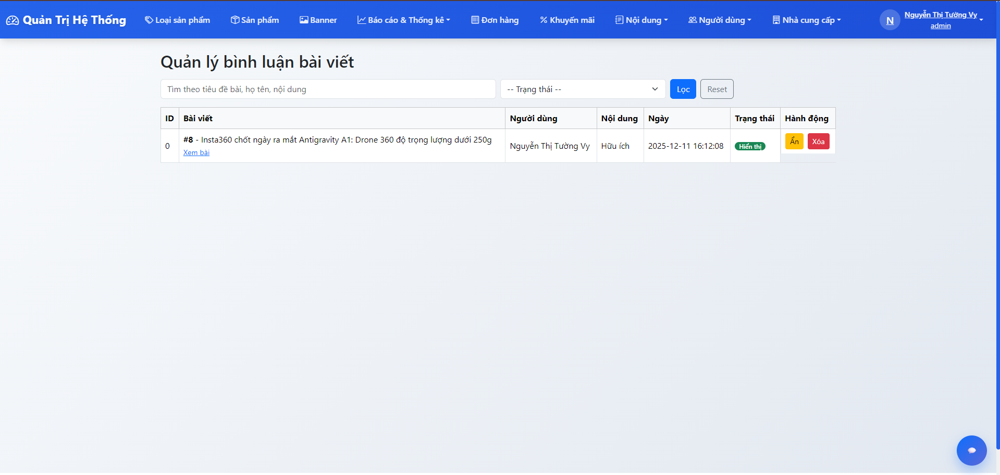 Quản Trị Hệ Thống
Loại sản phẩm
Sản phẩm
Banner
Báo cáo & Thống kê
Đơn hàng
Khuyến mãi
Nội dung
Người dùng
Nhà cung cấp
N
Nguyễn Thị Tường Vy
admin
Quản lý bình luận bài viết
Tìm theo tiêu đề bài, họ tên, nội dung
-- Trạng thái --
Lọc
Reset
ID Bài viết Người dùng Nội dung Ngày Trạng thái Hành động
0 #8 - Insta360 chốt ngày ra mắt Antigravity A1: Drone 360 độ trọng lượng dưới 250g Nguyễn Thị Tường Vy Hữu ích 2025-12-11 16:12:08 Hiển thị Ẩn Xóa
Xem bài